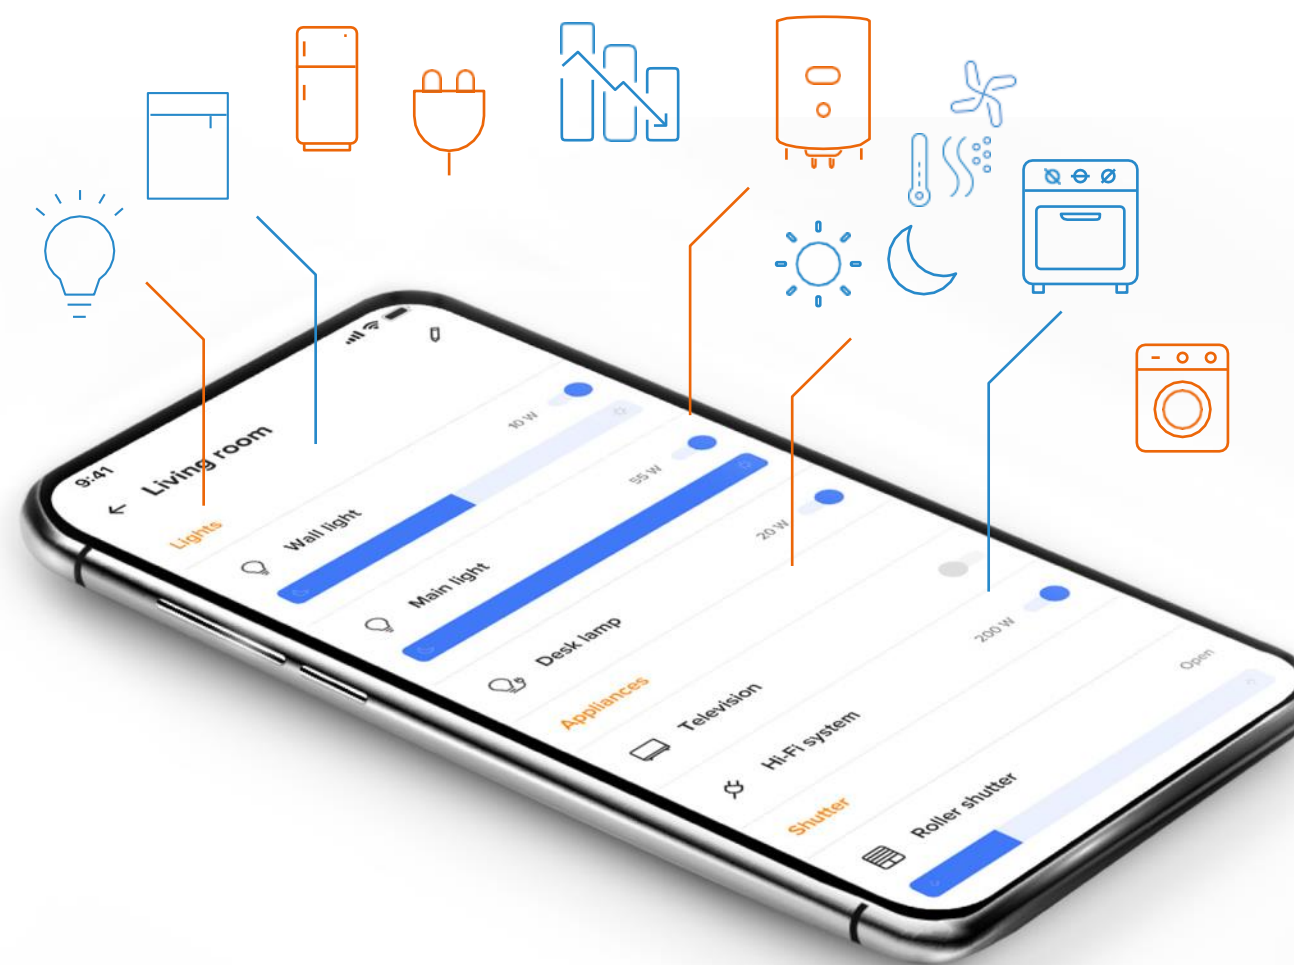 9:41
Living room
Lights
Wall light
10 W
Main light
55 W
Desk lamp
20 W
Appliances
Television
Hi-Fi system
200 W
Shutter
Roller shutter
Open